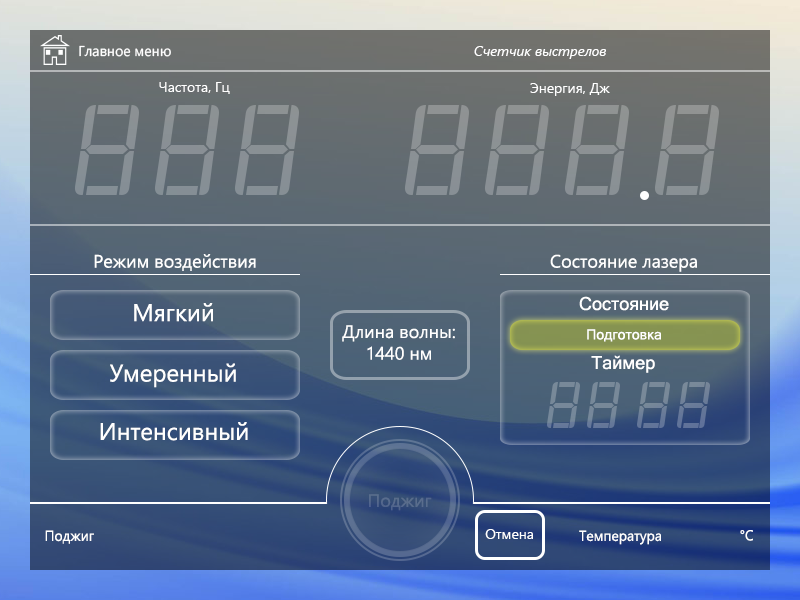 Главное меню
Счетчик выстрелов
Частота, Гц
Энергия, Дж
Режим воздействия
Состояние лазера
Мягкий
Умеренный
Интенсивный
Длина волны:
1440 нм
Состояние
Подготовка
Таймер
Поджиг
Поджиг
Отмена
Температура
°C